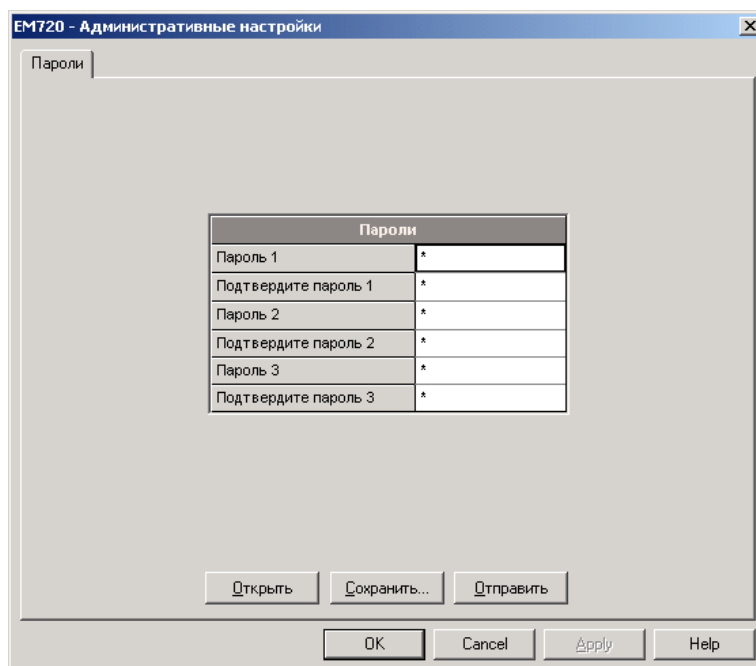 EM720 - Административные настройки
Пароли
Пароли
Пароль 1 *
Подтвердите пароль 1 *
Пароль 2 *
Подтвердите пароль 2 *
Пароль 3 *
Подтвердите пароль 3 *
Открыть Сохранить... Отправить
OK Cancel Apply Help